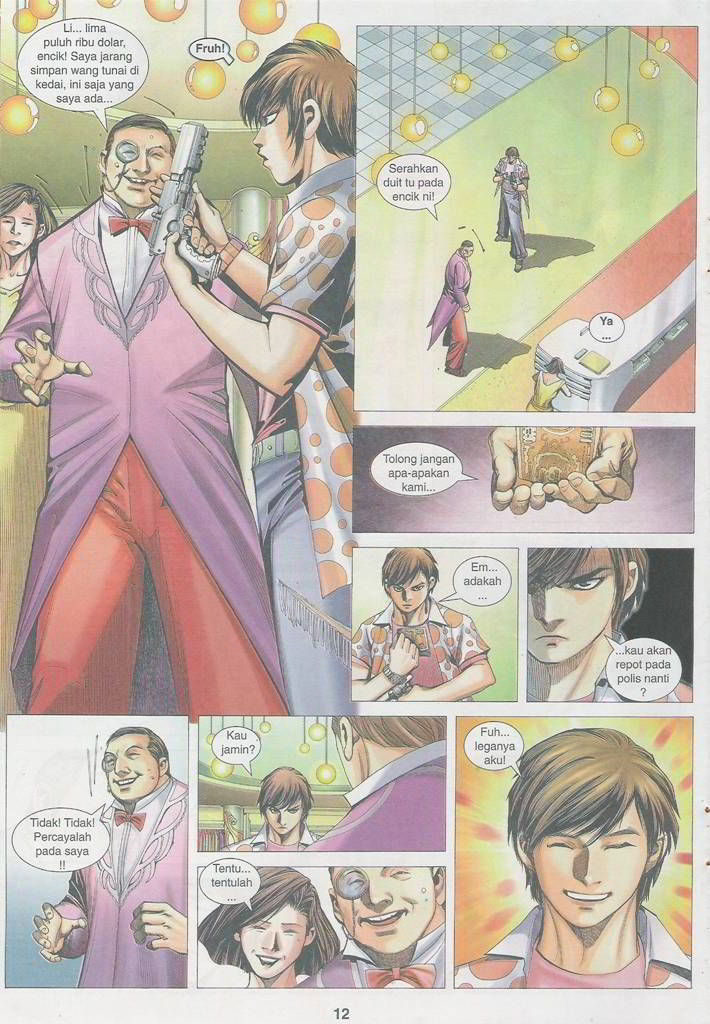 Li... lima
puluh ribu dolar,
encik! Saya jarang
simpan wang tunai di
kedai, ini saja yang
saya ada...
Fruh!
Serahkan
duit tu pada
encik ni!
Ya
...
Tolong jangan
apa-apakan
kami...
Em...
adakah
...
...kau akan
repot pada
polis nanti
?
Tidak! Tidak!
Percayalah
pada saya
!!
Kau
jamin?
Tentu...
tentulah
...
Fuh...
leganya
aku!
12